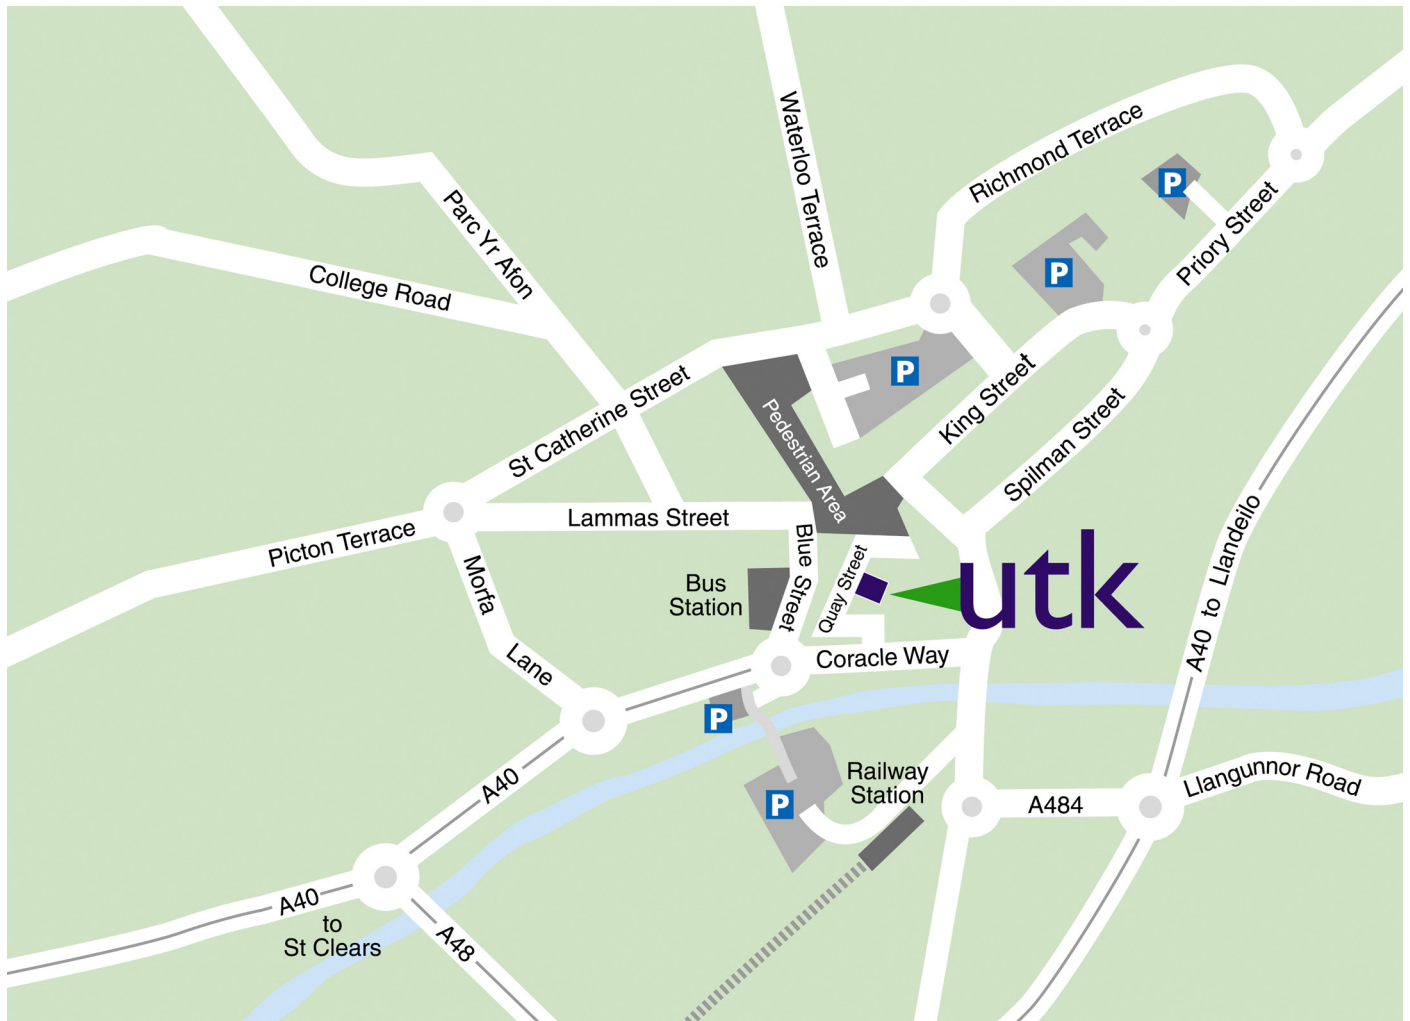 Waterloo Terrace
Richmond Terrace
P
Priory Street
Parc Yr Afon
College Road
P
P
St Catherine Street
King Street
Pedestrian Area
Spilman Street
Lammas Street
Picton Terrace
Morfa
Lane
Blue Street
Quay Street
Bus
Station
utk
A40 to Llandeilo
Coracle Way
P
A40
Railway
Station
P
A484
Llangunnor Road
A40
to
St Clears
A48